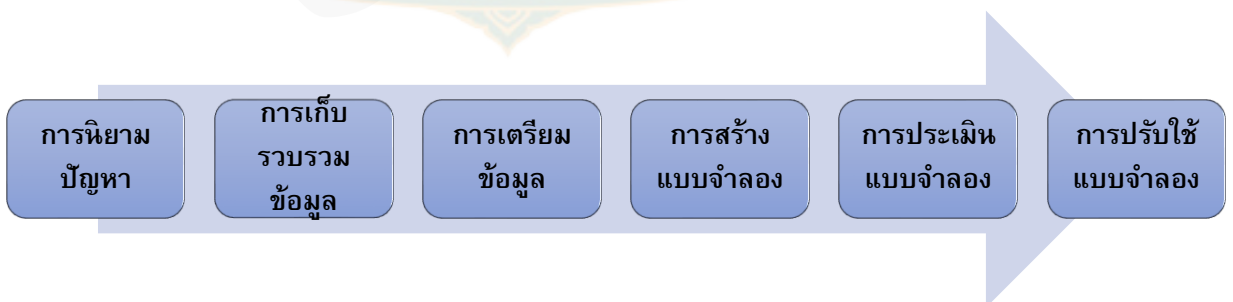 การนิยาม
ปัญหา
การเก็บ
รวบรวม
ข้อมูล
การเตรียม
ข้อมูล
การสร้าง
แบบจำลอง
การประเมิน
แบบจำลอง
การปรับใช้
แบบจำลอง